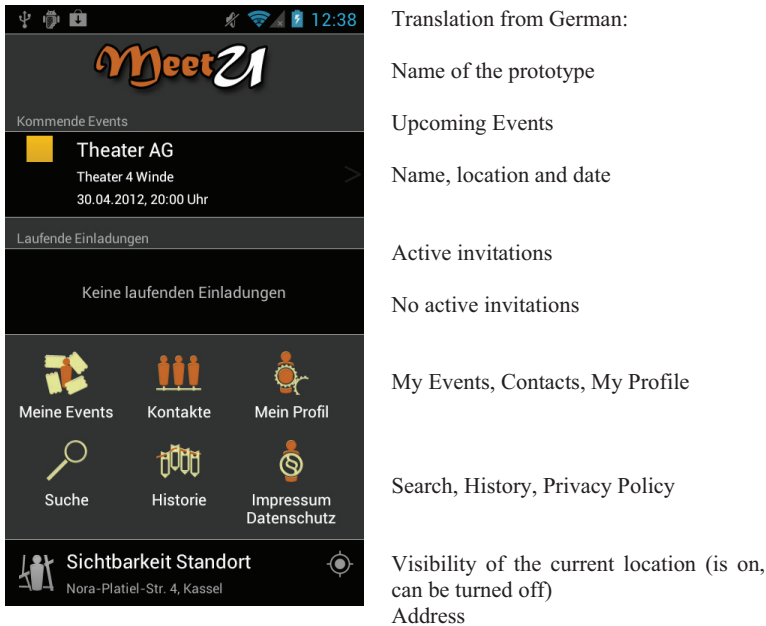 12:38
MeetU
Kommende Events
Theater AG
Theater 4 Winde
30.04.2012, 20:00 Uhr
>
Laufende Einladungen
Keine laufenden Einladungen
Meine Events
Kontakte
Mein Profil
Suche
Historie
Impressum
Datenschutz
§
Sichtbarkeit Standort
Nora-Platiel-Str. 4, Kassel
Translation from German:
Name of the prototype
Upcoming Events
Name, location and date
Active invitations
No active invitations
My Events, Contacts, My Profile
Search, History, Privacy Policy
Visibility of the current location (is on,
can be turned off)
Address